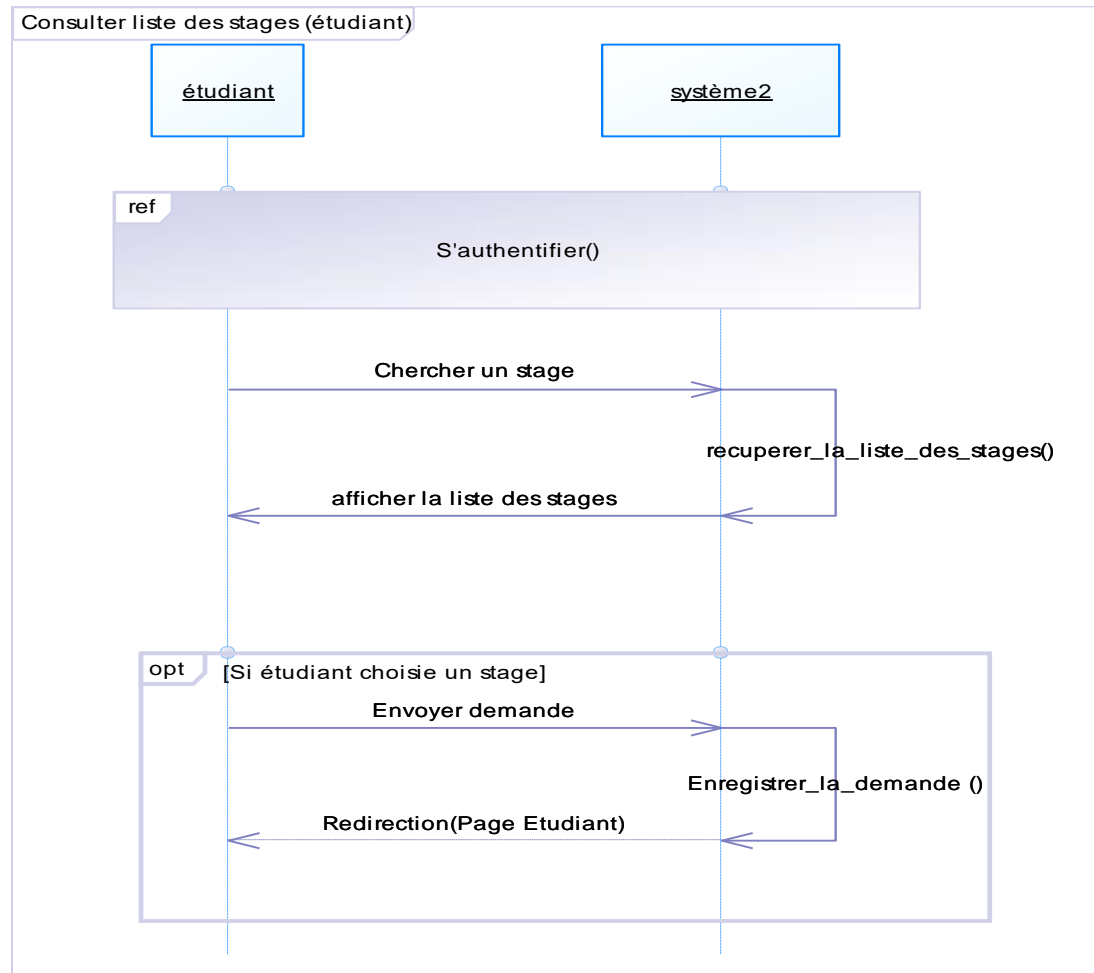 Consulter liste des stages (étudiant)
étudiant
système2
ref
S'authentifier()
Chercher un stage
recuperer_la_liste_des_stages()
afficher la liste des stages
opt
[Si étudiant choisie un stage]
Envoyer demande
Enregistrer_la_demande ()
Redirection(Page Etudiant)